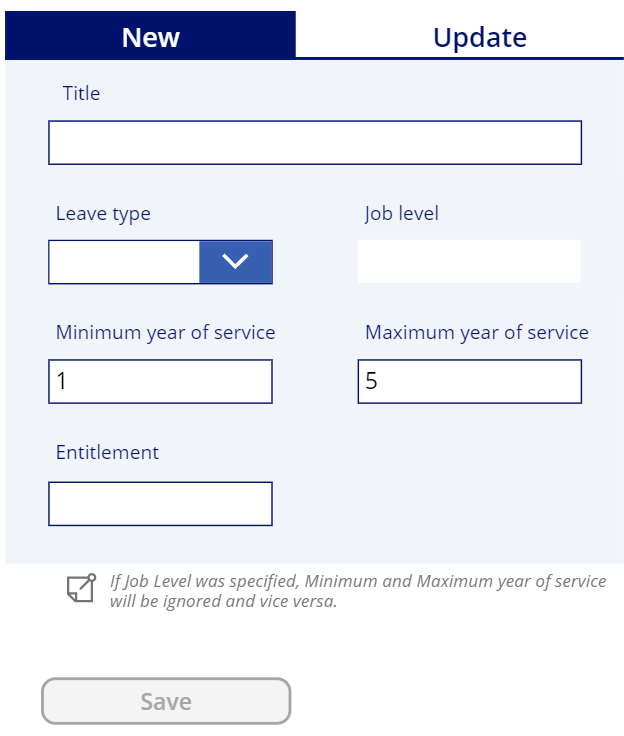 New Update
Title
Leave type Job level
Minimum year of service Maximum year of service
1 5
Entitlement
If Job Level was specified, Minimum and Maximum year of service
will be ignored and vice versa.
Save